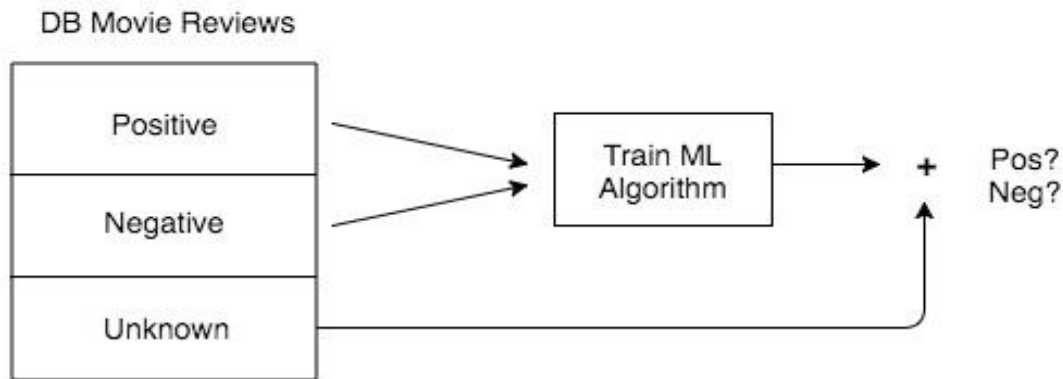 DB Movie Reviews
Positive
Negative
Unknown
Train ML
Algorithm
+
Pos?
Neg?